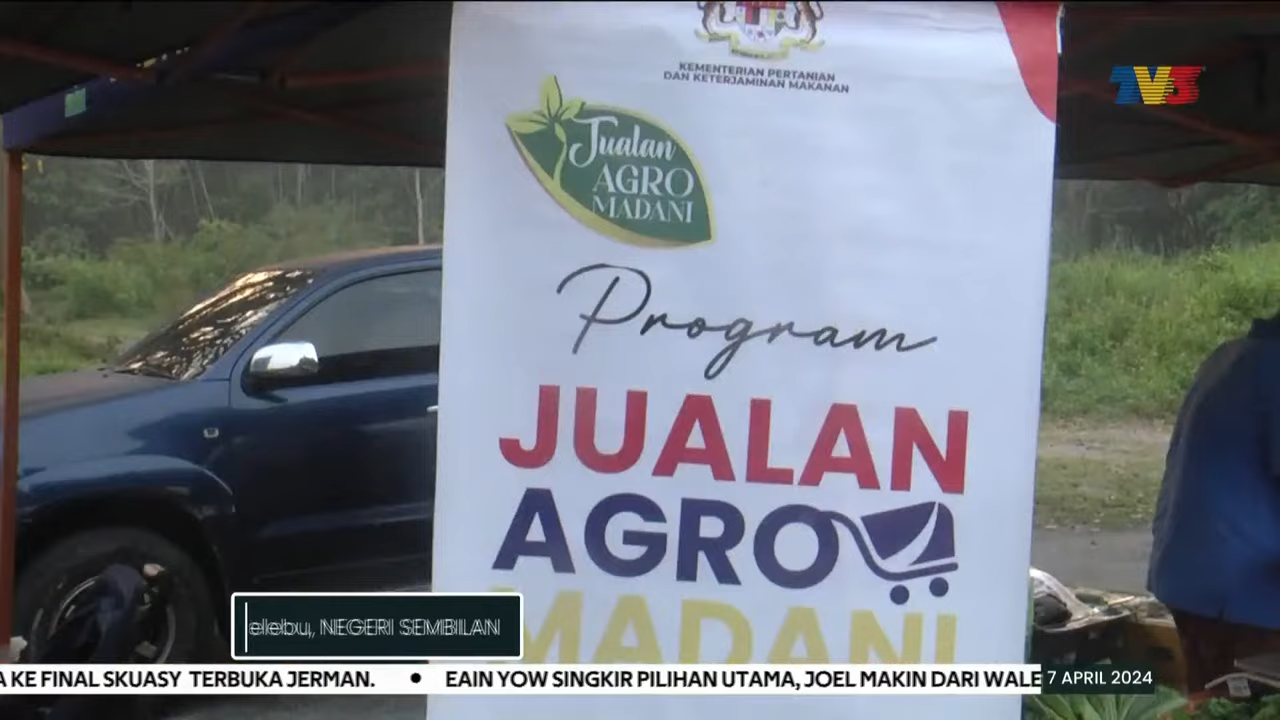 KEMENTERIAN PERTANIAN
DAN KETERJAMINAN MAKANAN
TV3
Jualan
AGRO
MADANI
Program
JUALAN
AGRO
MADANI
elebu, NEGERI SEMBILAN
A KE FINAL SKUASY TERBUKA JERMAN. • EAIN YOW SINGKIR PILIHAN UTAMA, JOEL MAKIN DARI WALE
7 APRIL 2024